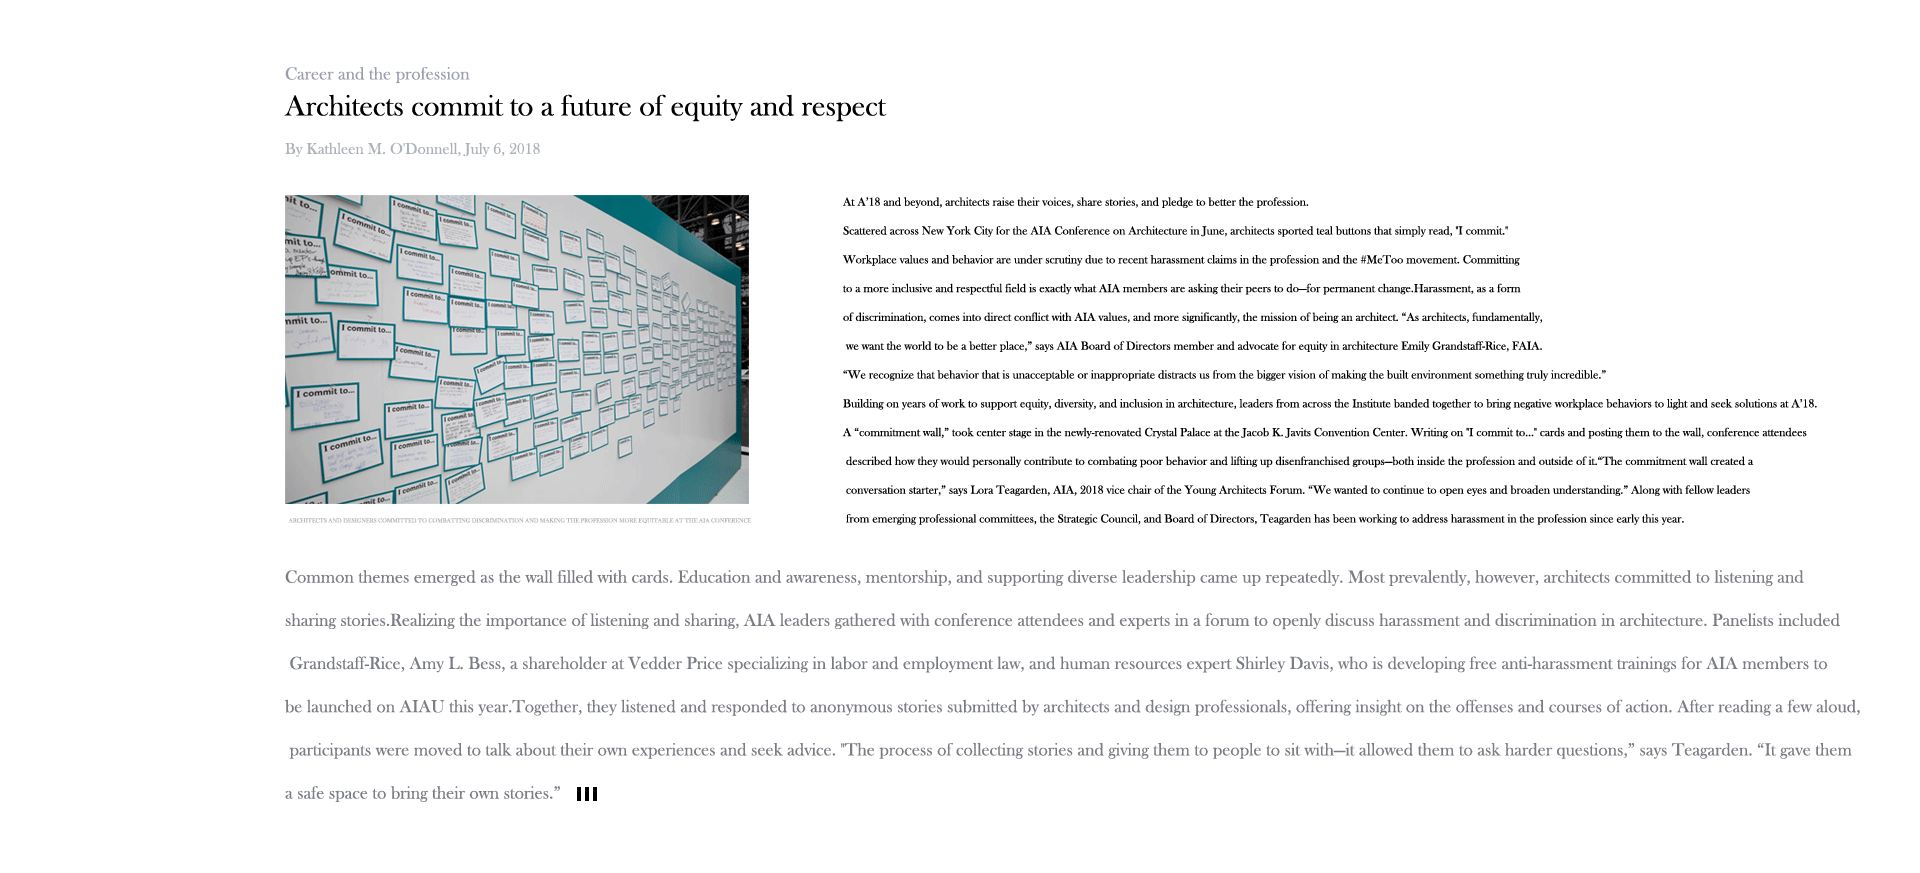 Career and the profession
Architects commit to a future of equity and respect
By Kathleen M. O'Donnell, July 6, 2018
I commit to...
I commit to...
I commit to...
I commit to...
I commit to...
I commit to...
I commit to...
I commit to...
I commit to...
I commit to...
I commit to...
I commit to...
ARCHITECTS AND DESIGNERS COMMITTED TO COMBATTING DISCRIMINATION AND MAKING THE PROFESSION MORE EQUITABLE AT THE AIA CONFERENCE
At A’18 and beyond, architects raise their voices, share stories, and pledge to better the profession.
Scattered across New York City for the AIA Conference on Architecture in June, architects sported teal buttons that simply read, "I commit."
Workplace values and behavior are under scrutiny due to recent harassment claims in the profession and the #MeToo movement. Committing
to a more inclusive and respectful field is exactly what AIA members are asking their peers to do—for permanent change.Harassment, as a form
of discrimination, comes into direct conflict with AIA values, and more significantly, the mission of being an architect. “As architects, fundamentally,
we want the world to be a better place,” says AIA Board of Directors member and advocate for equity in architecture Emily Grandstaff-Rice, FAIA.
“We recognize that behavior that is unacceptable or inappropriate distracts us from the bigger vision of making the built environment something truly incredible.”
Building on years of work to support equity, diversity, and inclusion in architecture, leaders from across the Institute banded together to bring negative workplace behaviors to light and seek solutions at A’18.
A “commitment wall,” took center stage in the newly-renovated Crystal Palace at the Jacob K. Javits Convention Center. Writing on "I commit to..." cards and posting them to the wall, conference attendees
described how they would personally contribute to combating poor behavior and lifting up disenfranchised groups—both inside the profession and outside of it.“The commitment wall created a
conversation starter,” says Lora Teagarden, AIA, 2018 vice chair of the Young Architects Forum. “We wanted to continue to open eyes and broaden understanding.” Along with fellow leaders
from emerging professional committees, the Strategic Council, and Board of Directors, Teagarden has been working to address harassment in the profession since early this year.
Common themes emerged as the wall filled with cards. Education and awareness, mentorship, and supporting diverse leadership came up repeatedly. Most prevalently, however, architects committed to listening and
sharing stories.Realizing the importance of listening and sharing, AIA leaders gathered with conference attendees and experts in a forum to openly discuss harassment and discrimination in architecture. Panelists included
Grandstaff-Rice, Amy L. Bess, a shareholder at Vedder Price specializing in labor and employment law, and human resources expert Shirley Davis, who is developing free anti-harassment trainings for AIA members to
be launched on AIAU this year.Together, they listened and responded to anonymous stories submitted by architects and design professionals, offering insight on the offenses and courses of action. After reading a few aloud,
participants were moved to talk about their own experiences and seek advice. "The process of collecting stories and giving them to people to sit with—it allowed them to ask harder questions,” says Teagarden. “It gave them
a safe space to bring their own stories.”